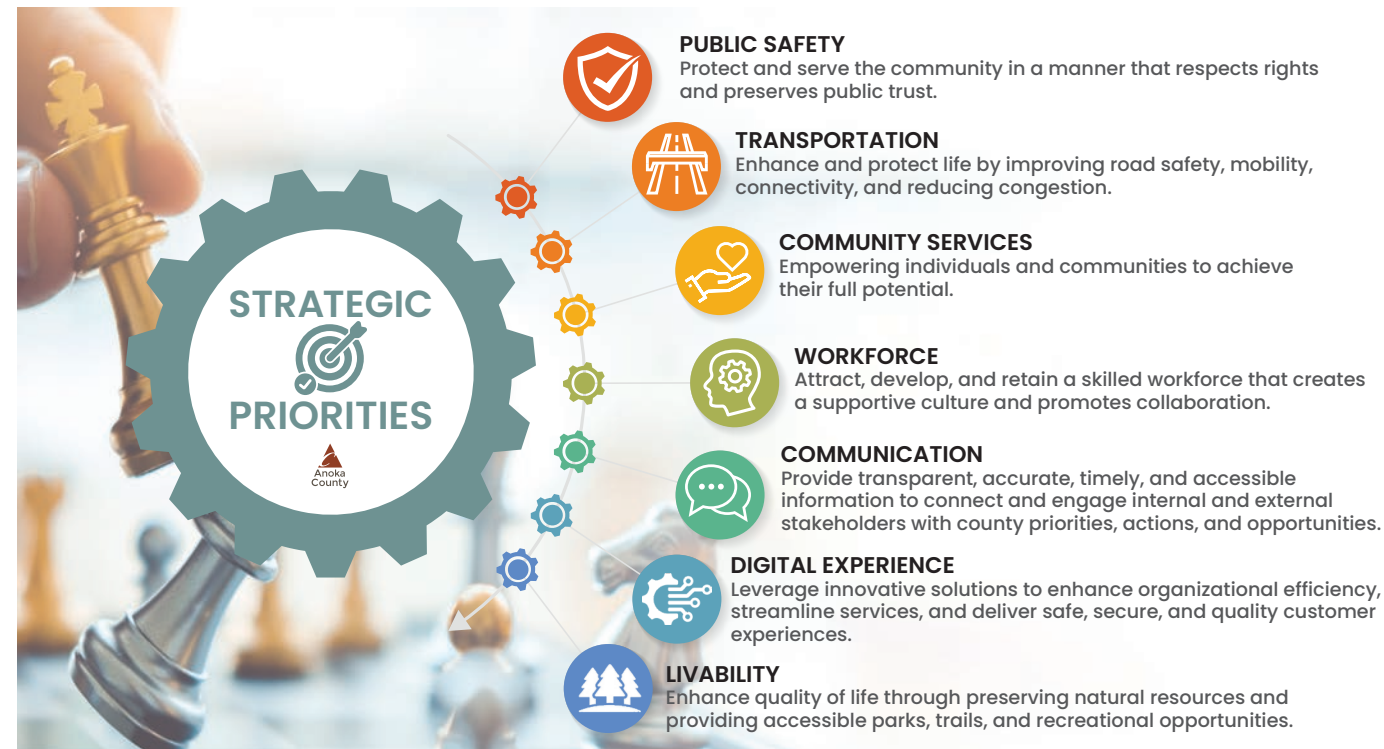 STRATEGIC
PRIORITIES
Anoka
County
PUBLIC SAFETY
Protect and serve the community in a manner that respects rights
and preserves public trust.
TRANSPORTATION
Enhance and protect life by improving road safety, mobility,
connectivity, and reducing congestion.
COMMUNITY SERVICES
Empowering individuals and communities to achieve
their full potential.
WORKFORCE
Attract, develop, and retain a skilled workforce that creates
a supportive culture and promotes collaboration.
COMMUNICATION
Provide transparent, accurate, timely, and accessible
information to connect and engage internal and external
stakeholders with county priorities, actions, and opportunities.
DIGITAL EXPERIENCE
Leverage innovative solutions to enhance organizational efficiency,
streamline services, and deliver safe, secure, and quality customer
experiences.
LIVABILITY
Enhance quality of life through preserving natural resources and
providing accessible parks, trails, and recreational opportunities.